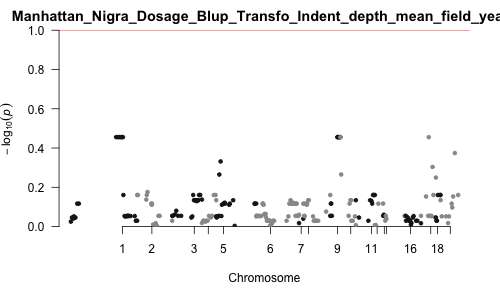 Manhattan_Nigra_Dosage_Blup_Transfo_Indent_depth_mean_field_yea
1.0
0.8
0.6
0.4
0.2
0.0
− log10(p)
1 2 3 5 6 7 9 11 16 18
Chromosome